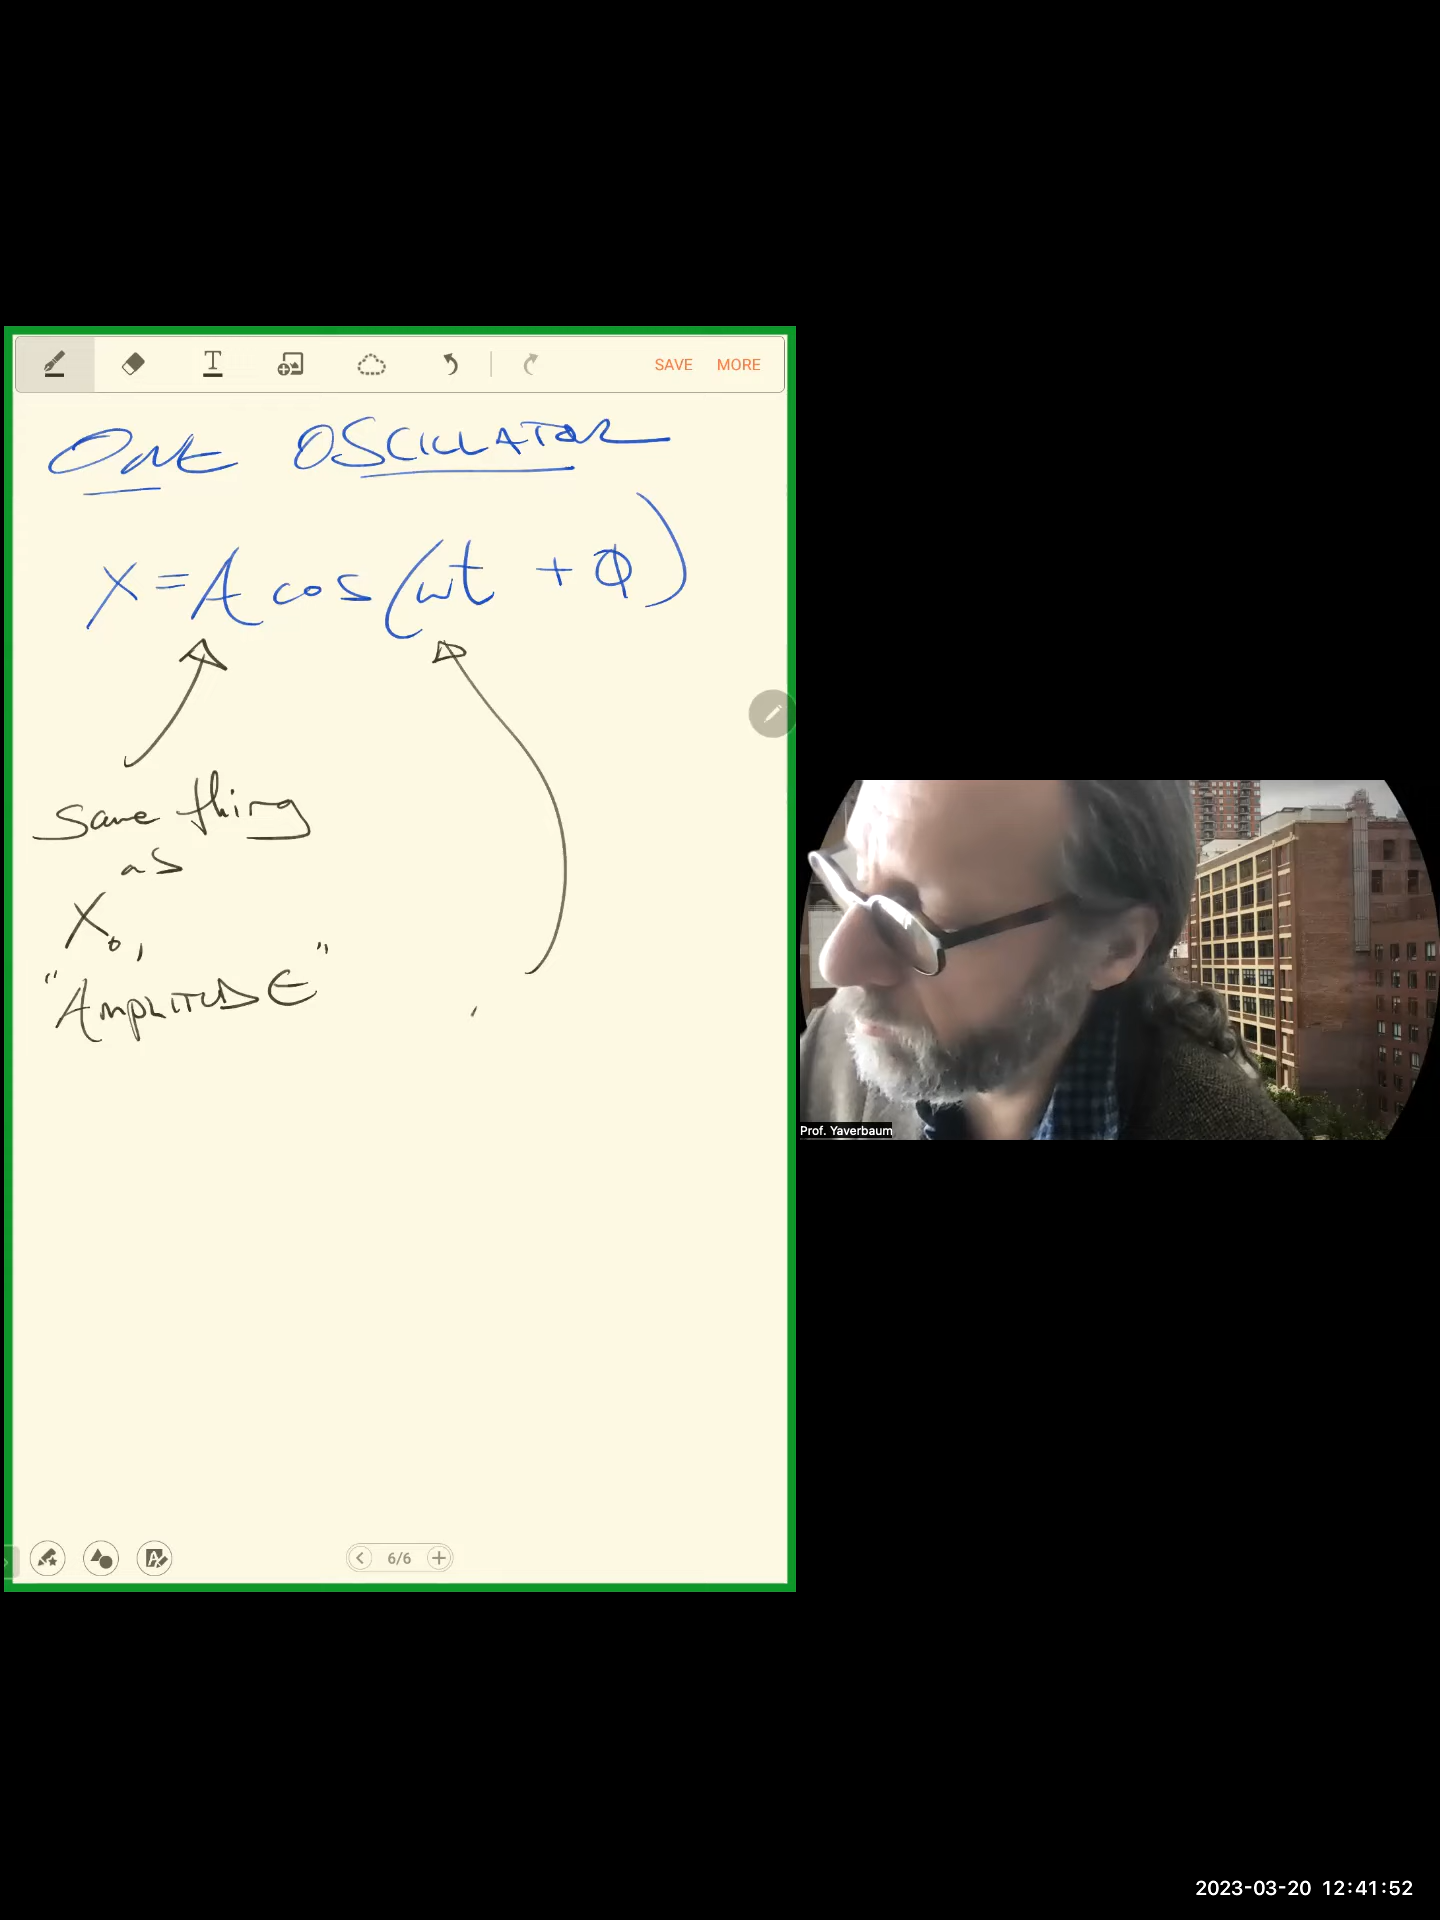 SAVE MORE
ONE OSCILLATOR
X = A cos(ωt + Φ)
same thing
as
X₀,
"AMPLITUDE"
Prof. Yaverbaum
6/6
2023-03-20 12:41:52